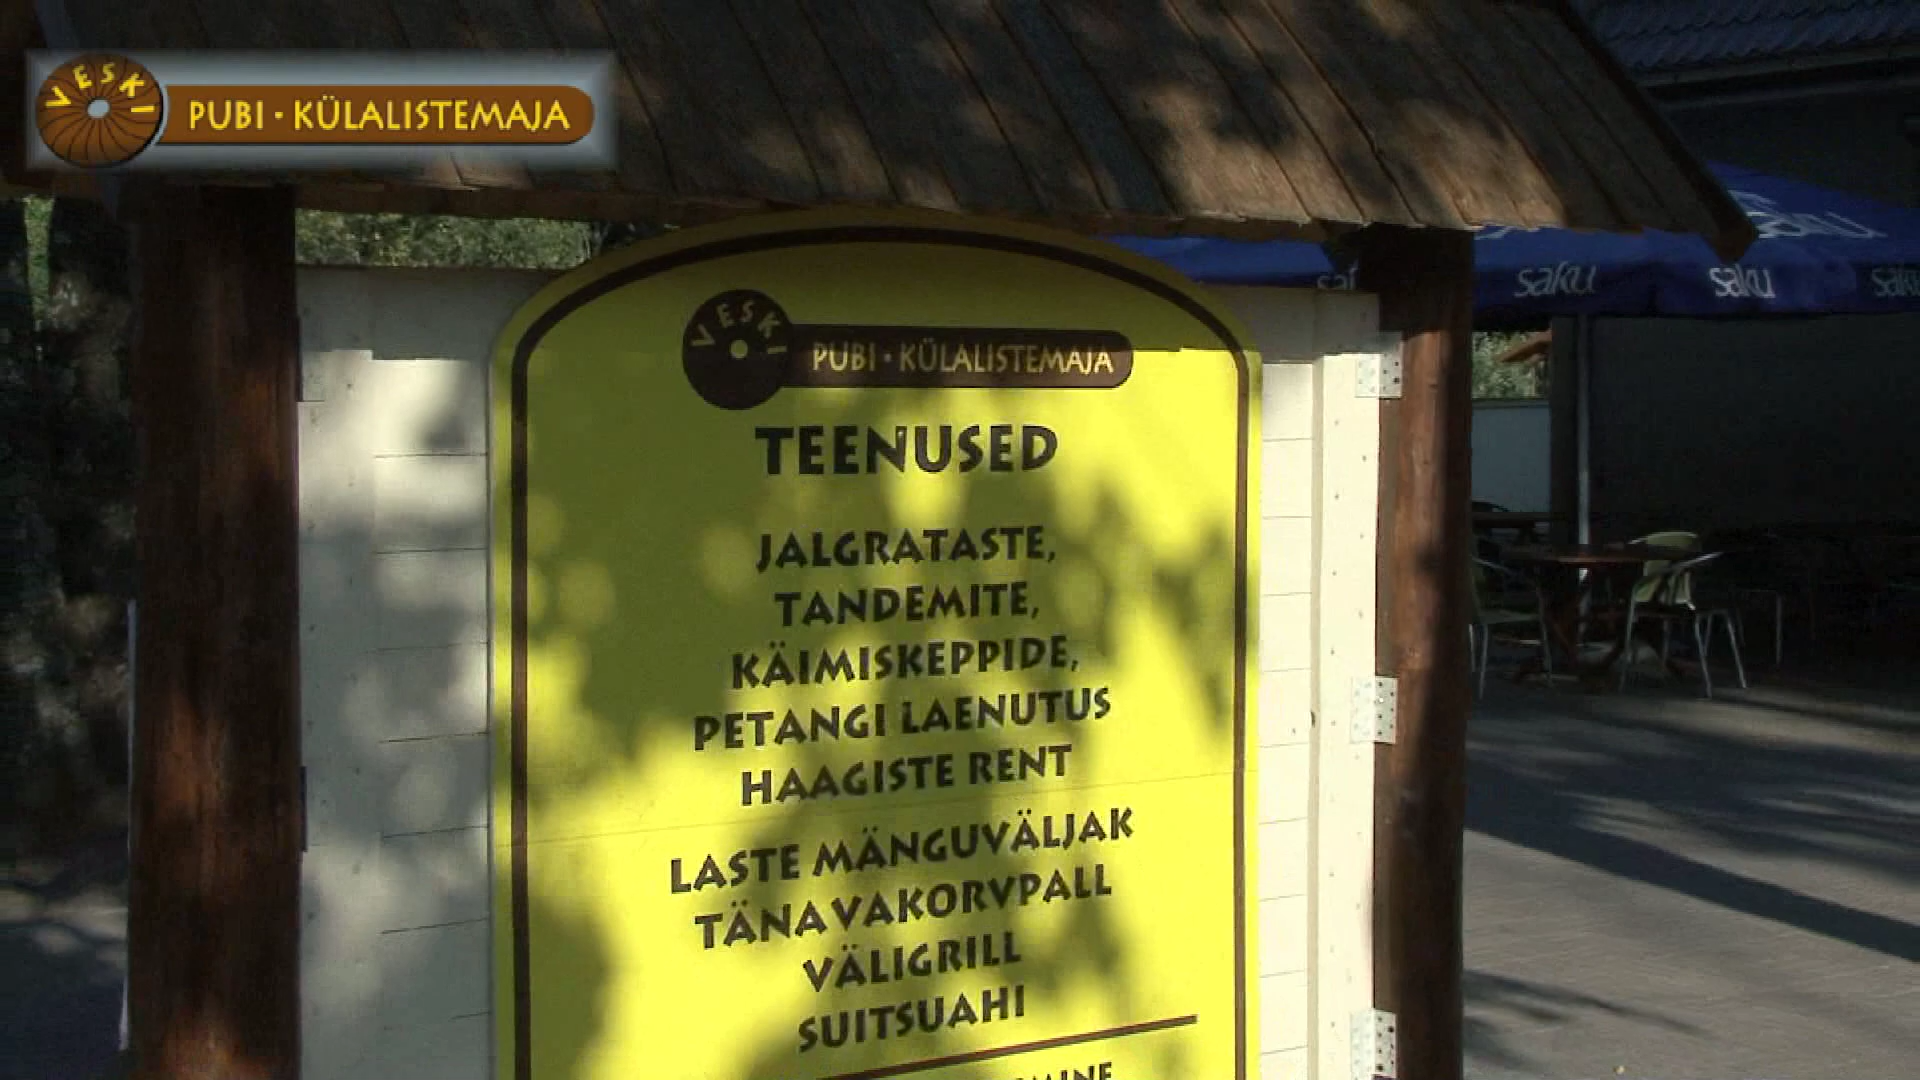 VESKI
PUBI · KÜLALISTEMAJA
saku
saku
saku
VESKI
PUBI · KÜLALISTEMAJA
TEENUSED
JALGRATASTE,
TANDEMITE,
KÄIMISKEPPIDE,
PETANGI LAENUTUS
HAAGISTE RENT
LASTE MÄNGUVÄLJAK
TÄNAVAKORVPALL
VÄLIGRILL
SUITSUAHI